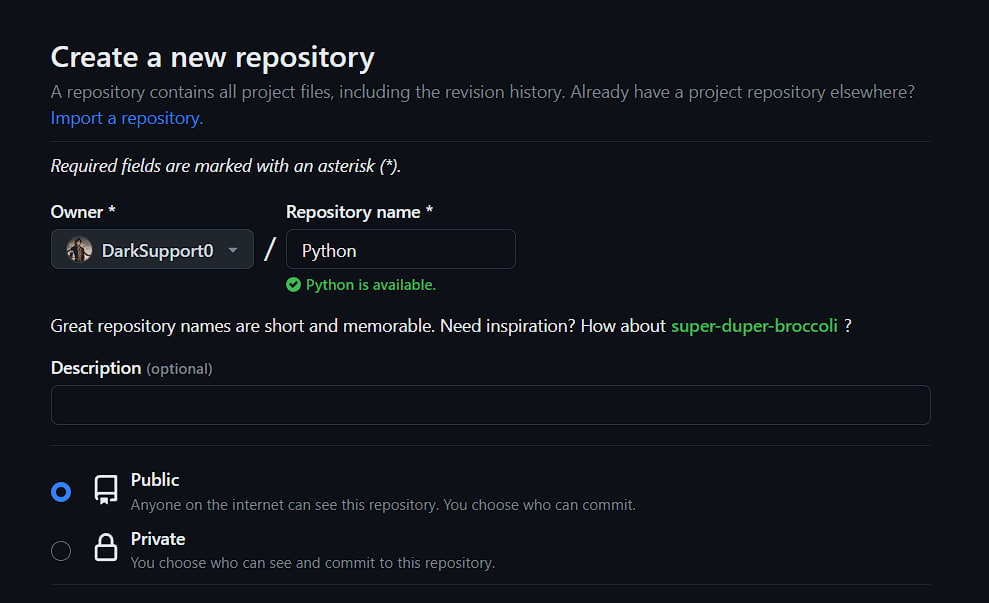 Create a new repository
A repository contains all project files, including the revision history. Already have a project repository elsewhere?
Import a repository.
Required fields are marked with an asterisk (*).
Owner *
Repository name *
DarkSupport0
/
Python
Python is available.
Great repository names are short and memorable. Need inspiration? How about super-duper-broccoli ?
Description (optional)
Public
Anyone on the internet can see this repository. You choose who can commit.
Private
You choose who can see and commit to this repository.